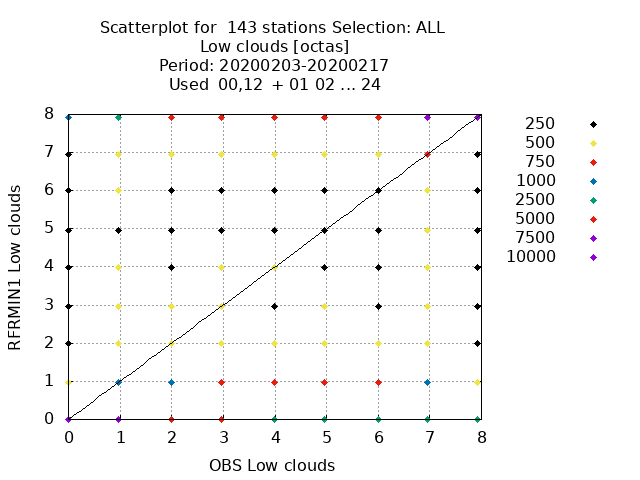 Scatterplot for  143 stations Selection: ALL
Low clouds [octas]
Period: 20200203-20200217
Used  00,12  + 01 02 ... 24
8
7
6
5
4
3
2
1
0
RFRMIN1 Low clouds
0 1 2 3 4 5 6 7 8
OBS Low clouds
250
500
750
1000
2500
5000
7500
10000